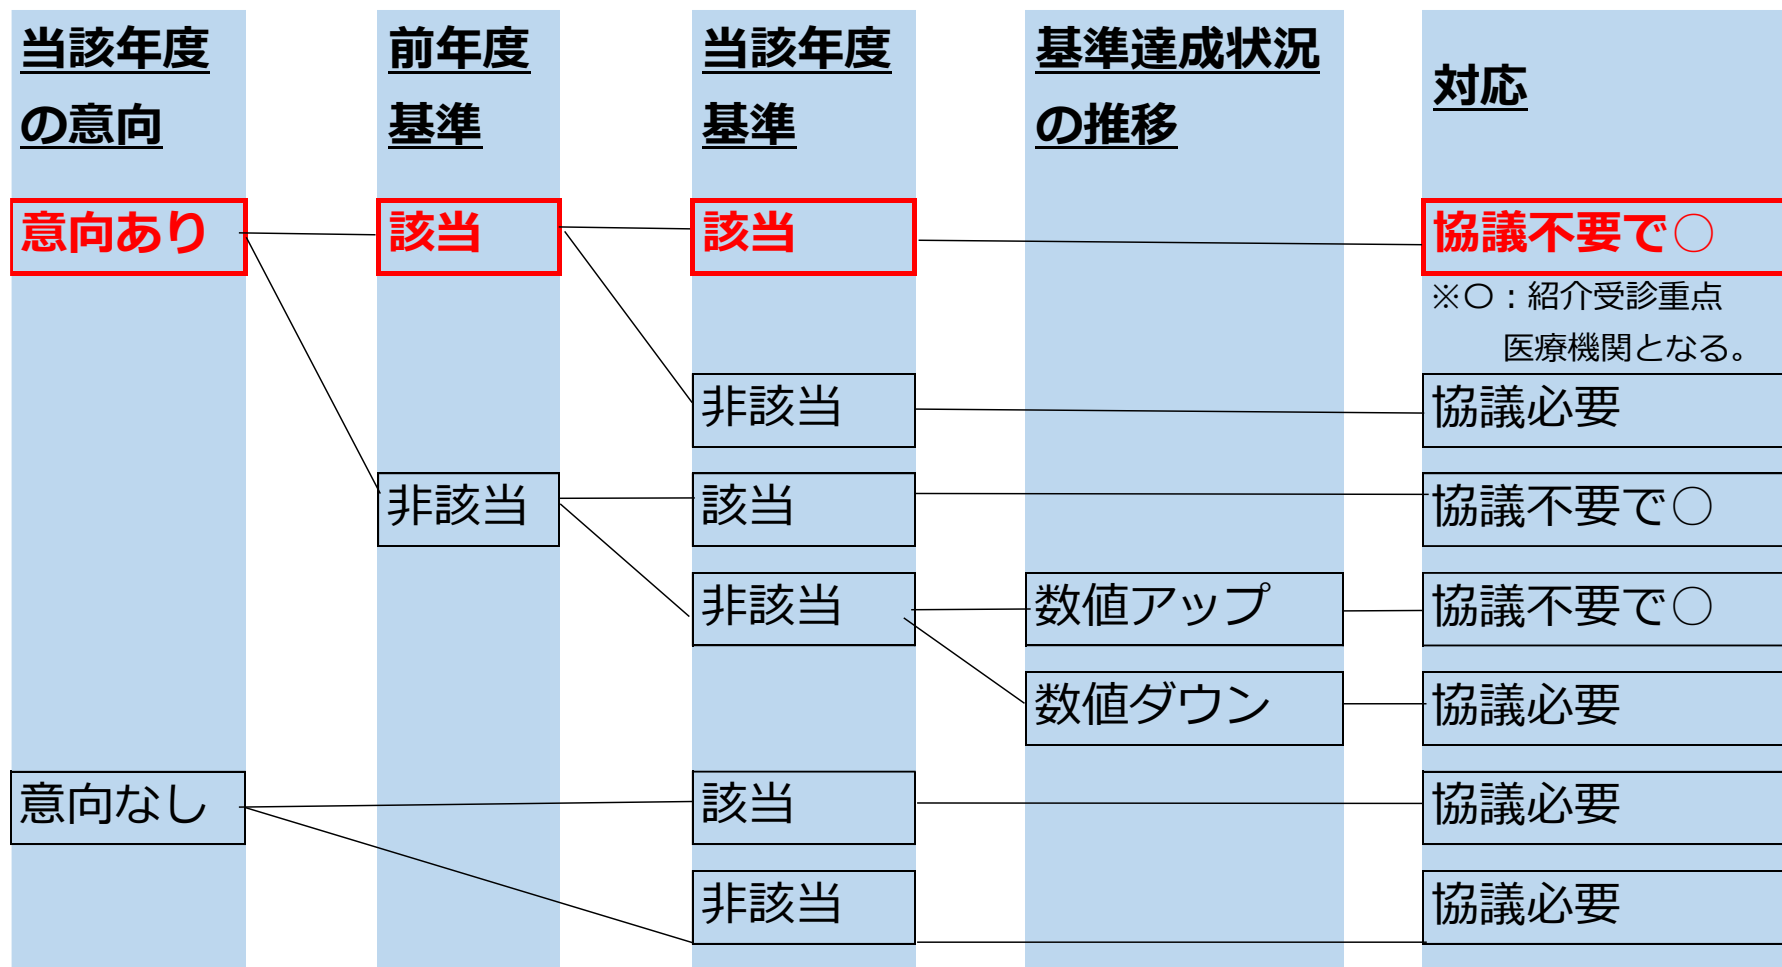 当該年度
の意向
前年度
基準
当該年度
基準
基準達成状況
の推移
対応
意向あり
該当
該当
協議不要で○
※〇：紹介受診重点
医療機関となる。
非該当
協議必要
非該当
該当
協議不要で○
非該当
数値アップ
協議不要で○
数値ダウン
協議必要
意向なし
該当
協議必要
非該当
協議必要